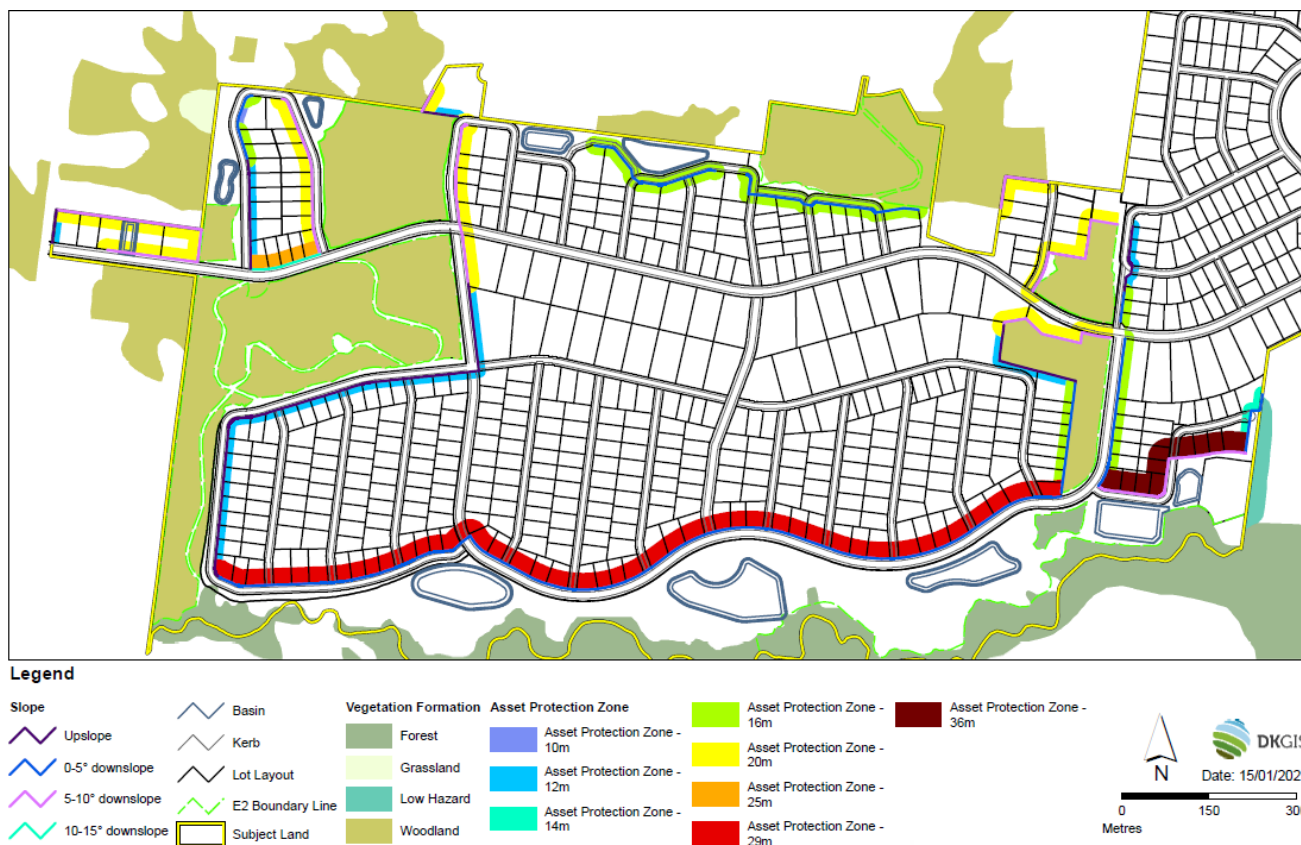 Legend
Slope
Upslope
0-5° downslope
5-10° downslope
10-15° downslope
Basin
Kerb
Lot Layout
E2 Boundary Line
Subject Land
Vegetation Formation
Forest
Grassland
Low Hazard
Woodland
Asset Protection Zone
Asset Protection Zone -
10m
Asset Protection Zone -
12m
Asset Protection Zone -
14m
Asset Protection Zone -
16m
Asset Protection Zone -
20m
Asset Protection Zone -
25m
Asset Protection Zone -
29m
Asset Protection Zone -
36m
N
DKGIS
Date: 15/01/202
0 150 30
Metres